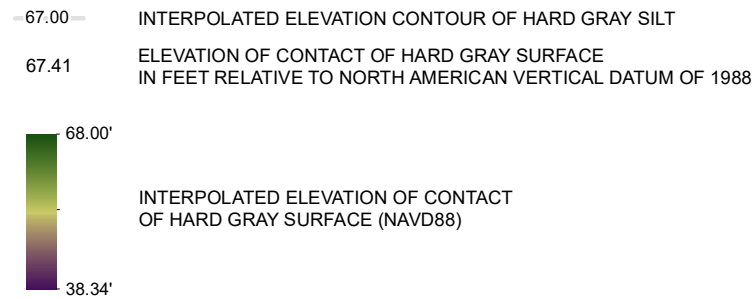 67.00 INTERPOLATED ELEVATION CONTOUR OF HARD GRAY SILT
67.41 ELEVATION OF CONTACT OF HARD GRAY SURFACE
IN FEET RELATIVE TO NORTH AMERICAN VERTICAL DATUM OF 1988
68.00'
INTERPOLATED ELEVATION OF CONTACT
OF HARD GRAY SURFACE (NAVD88)
38.34'